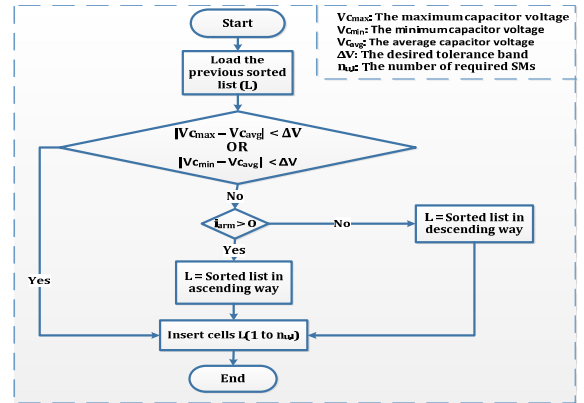 Start
Vcmax: The maximum capacitor voltage
Vcmin: The minimum capacitor voltage
Vcavg: The average capacitor voltage
ΔV: The desired tolerance band
The number of required SMs
Load the
previous sorted
list (L)
|Vcmax – Vcavg| < ΔV
OR
|Vcmin – Vcavg| < ΔV
No
iarm > 0
No
L = Sorted list in
descending way
Yes
L = Sorted list in
ascending way
Yes
Insert cells L(1 to
End